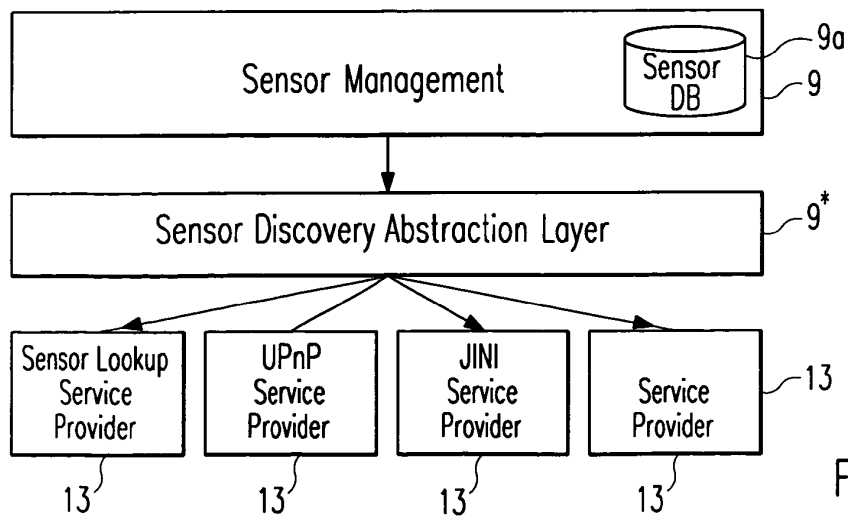 Sensor Management
Sensor
DB
9a
9
Sensor Discovery Abstraction Layer
9*
Sensor Lookup
Service
Provider
UPnP
Service
Provider
JINI
Service
Provider
Service
Provider
13
13
13
13
13
F